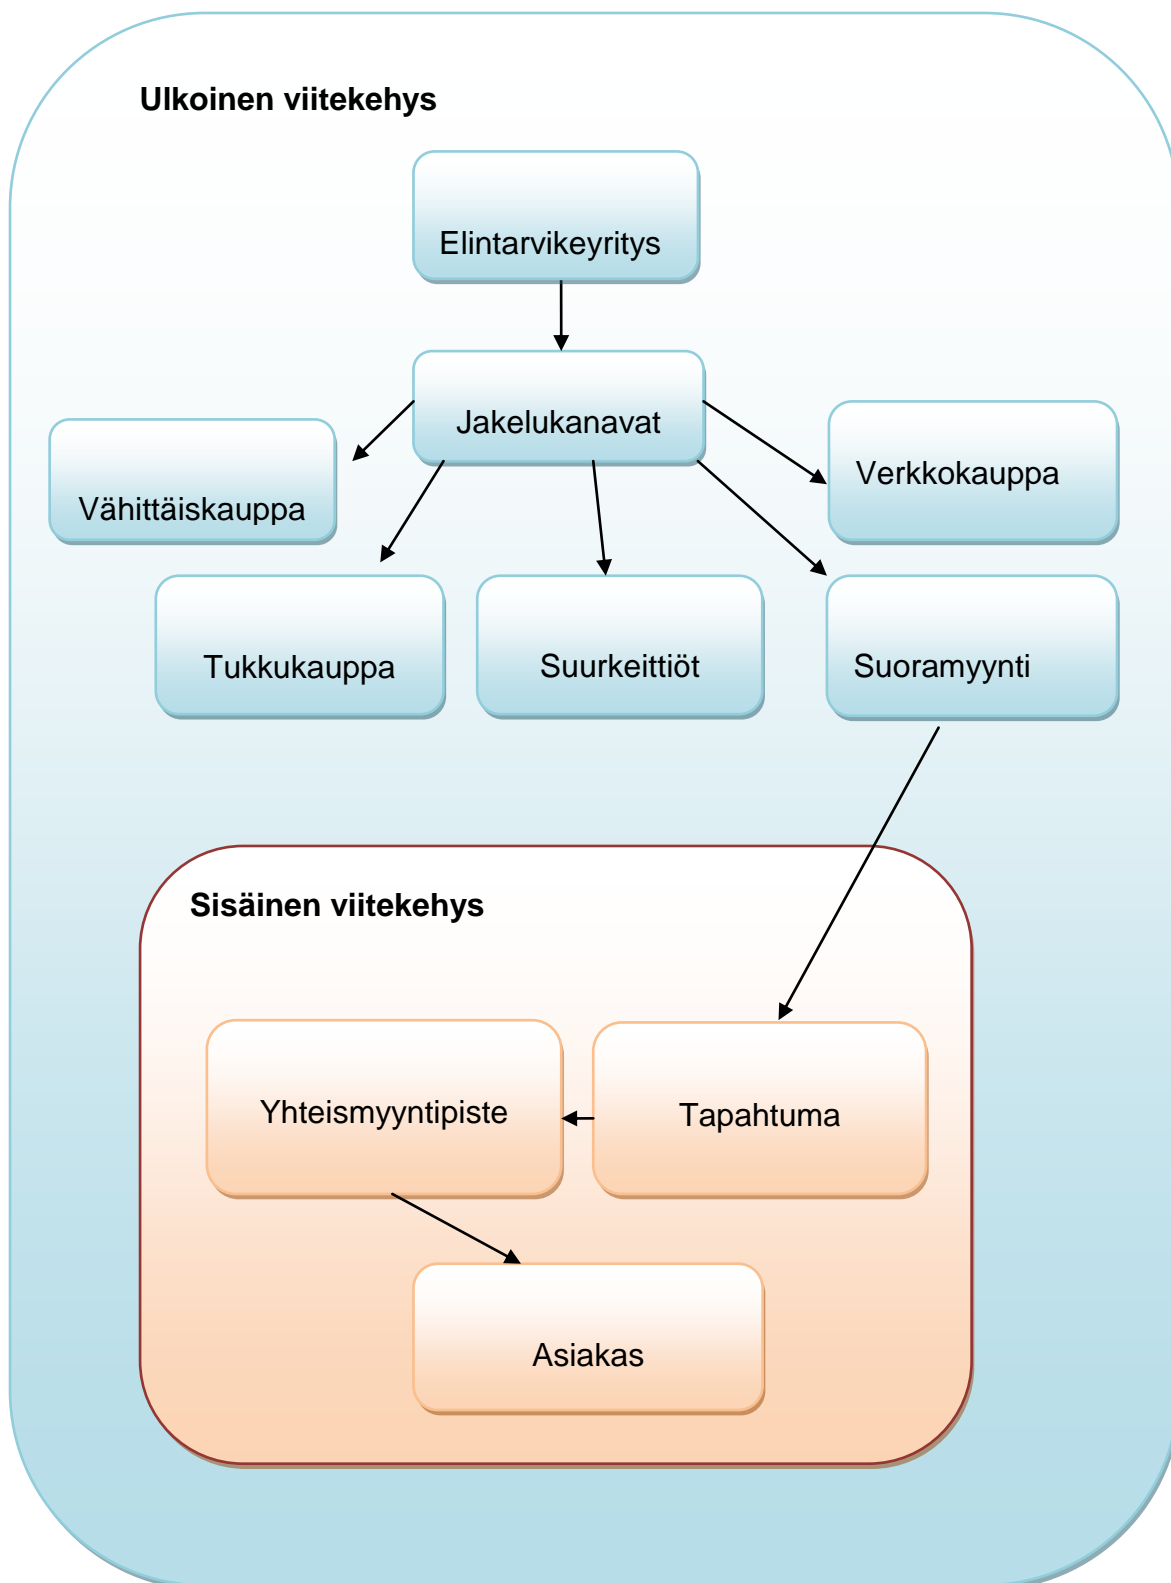 Ulkoinen viitekehys
Elintarvikeyritys
Jakelukanavat
Vähittäiskauppa
Verkkokauppa
Tukkukauppa
Suurkeittiöt
Suoramyynti
Sisäinen viitekehys
Yhteismyyntipiste
Tapahtuma
Asiakas